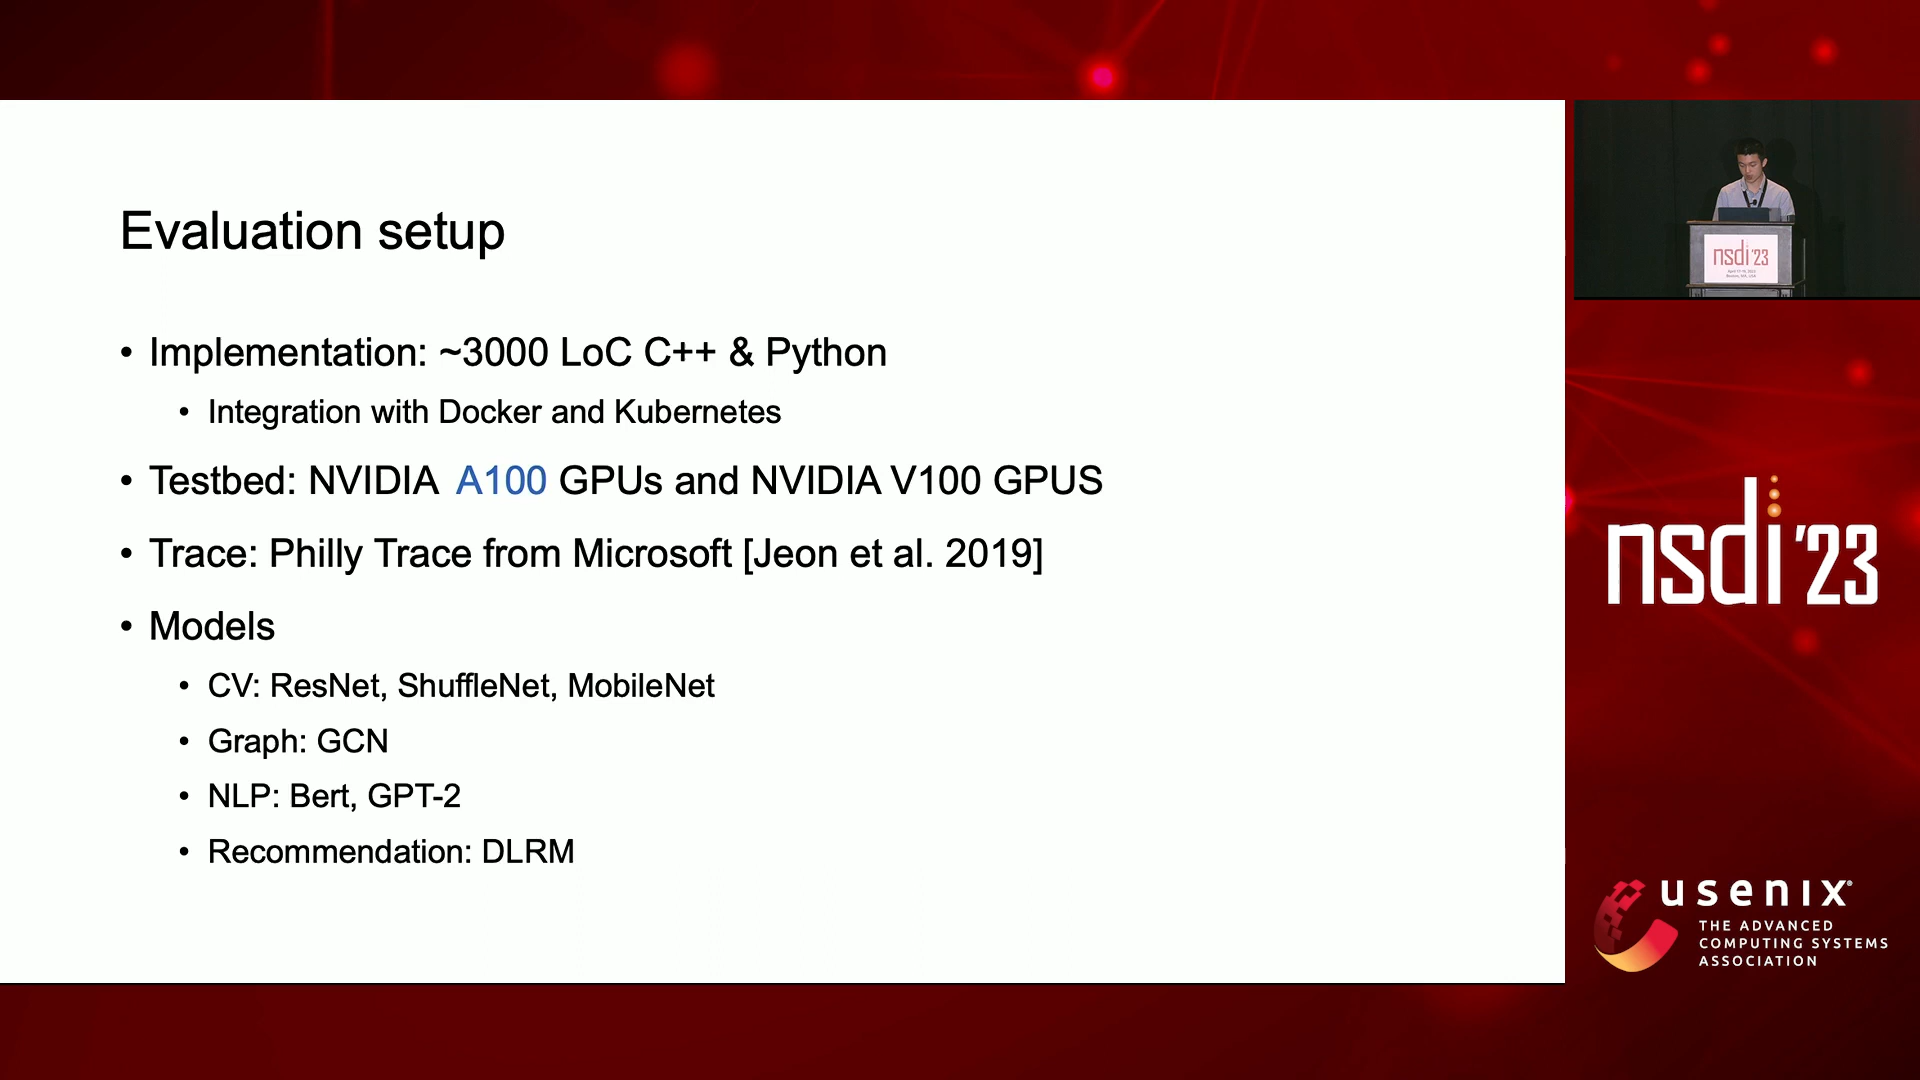 Evaluation setup
• Implementation: ~3000 LoC C++ & Python
• Integration with Docker and Kubernetes
• Testbed: NVIDIA A100 GPUs and NVIDIA V100 GPUS
• Trace: Philly Trace from Microsoft [Jeon et al. 2019]
• Models
• CV: ResNet, ShuffleNet, MobileNet
• Graph: GCN
• NLP: Bert, GPT-2
• Recommendation: DLRM
nsdi '23
nsdi '23
usenix®
THE ADVANCED
COMPUTING SYSTEMS
ASSOCIATION